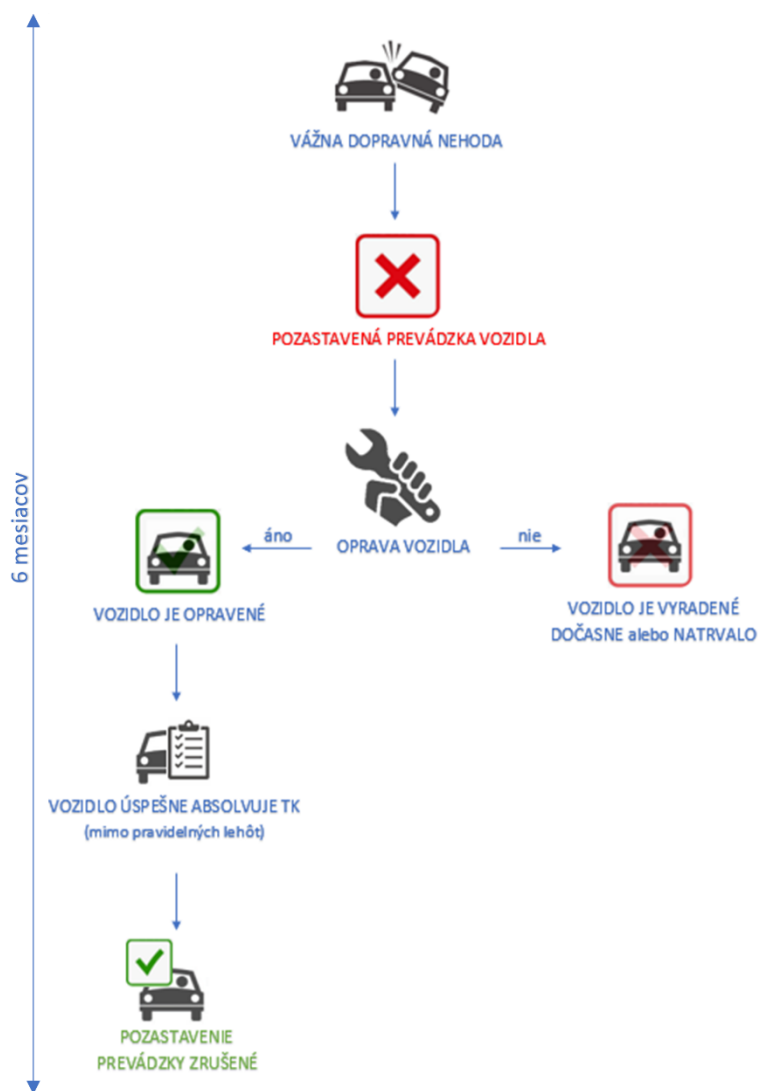 VÁŽNA DOPRAVNÁ NEHODA
POZASTAVENÁ PREVÁDZKA VOZIDLA
6 mesiacov
áno
OPRAVA VOZIDLA
nie
VOZIDLO JE OPRAVENÉ
VOZIDLO JE VYRADENÉ
DOČASNE alebo NATRVALO
VOZIDLO ÚSPEŠNE ABSOLVUJE TK
(mimo pravidelných lehôt)
POZASTAVENIE
PREVÁDZKY ZRUŠENÉ